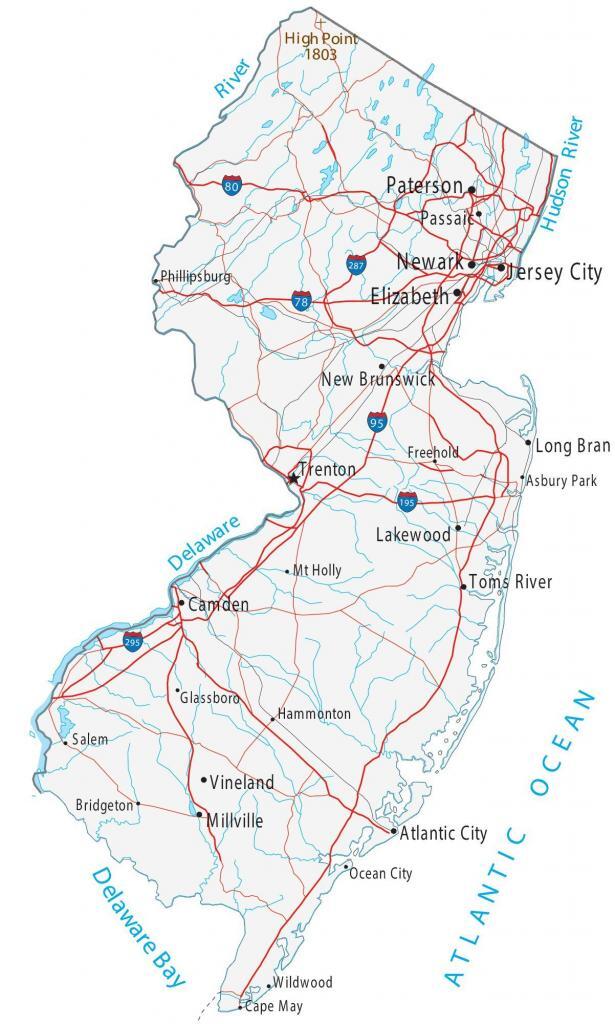 High Point
1803
River
Hudson River
80
Paterson
Passaic
287
Newark
Jersey City
Phillipsburg
78
Elizabeth
New Brunswick
95
Long Bran
Freehold
Trenton
Asbury Park
195
Lakewood
Delaware
Mt Holly
Toms River
Camden
295
Glassboro
Hammonton
Salem
Vineland
Bridgeton
Millville
Atlantic City
Ocean City
ATLANTIC OCEAN
Delaware Bay
Wildwood
Cape May